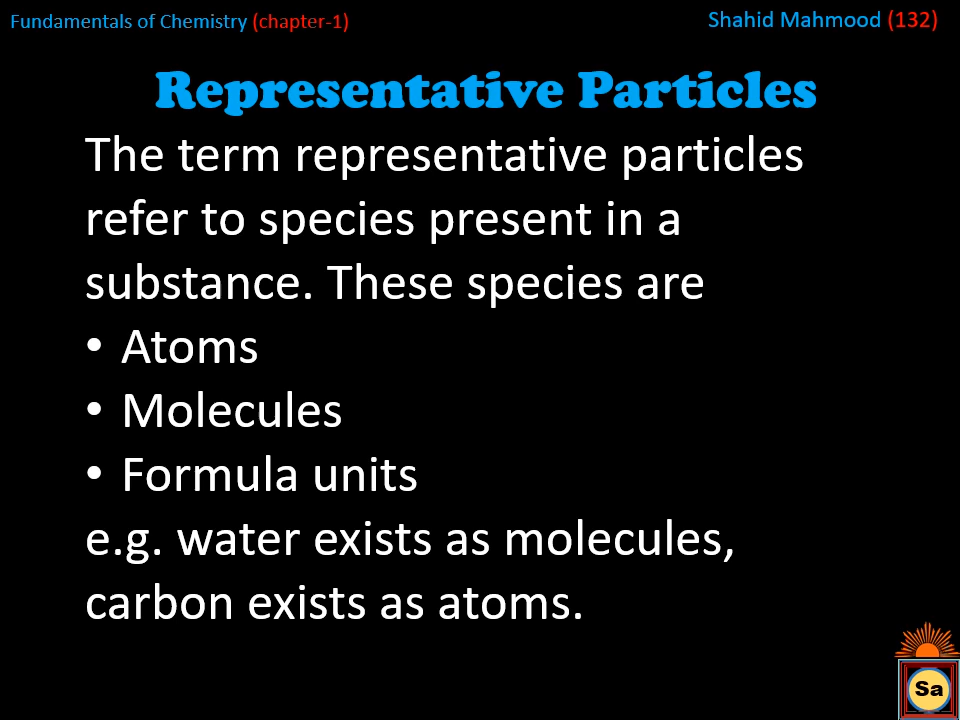 Fundamentals of Chemistry (chapter-1)
Shahid Mahmood (132)
Representative Particles
The term representative particles
refer to species present in a
substance. These species are
• Atoms
• Molecules
• Formula units
e.g. water exists as molecules,
carbon exists as atoms.
Sa